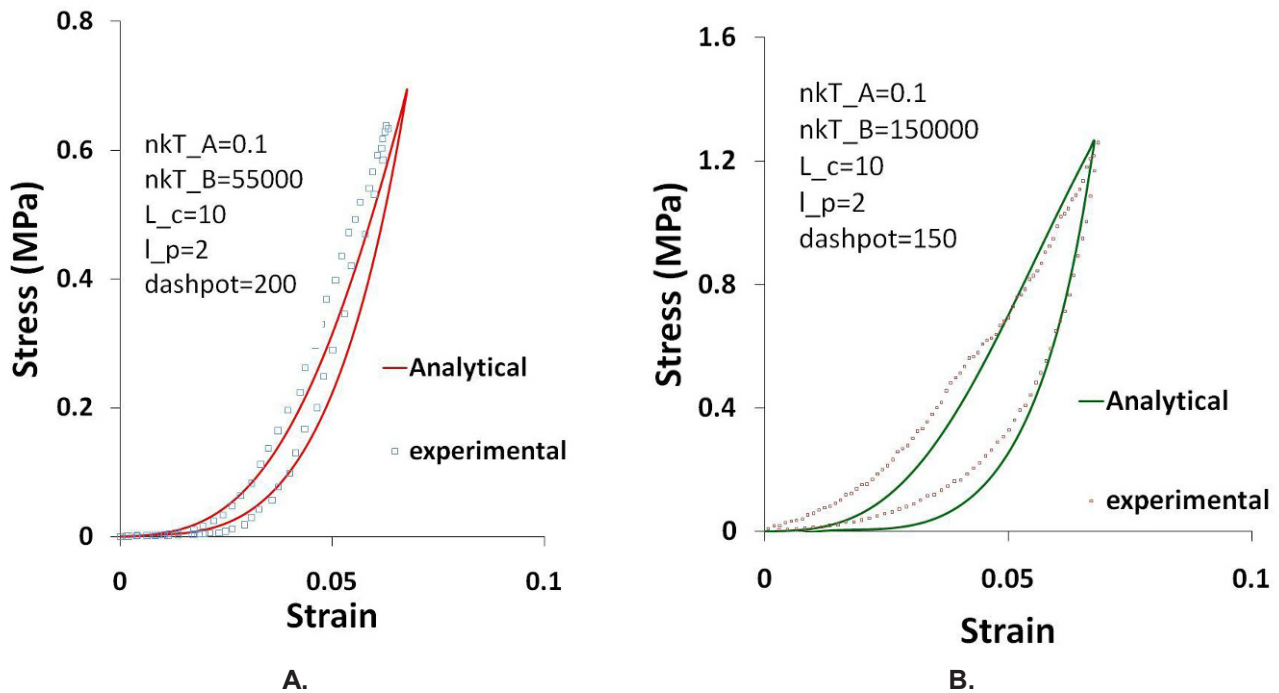 0.8
0.6
0.4
0.2
0
0
0.05
0.1
Stress (MPa)
Strain
nkT_A=0.1
nkT_B=55000
L_c=10
l_p=2
dashpot=200
Analytical
experimental
A.
1.6
1.2
0.8
0.4
0
0
0.05
0.1
Stress (MPa)
Strain
nkT_A=0.1
nkT_B=150000
L_c=10
l_p=2
dashpot=150
Analytical
experimental
B.